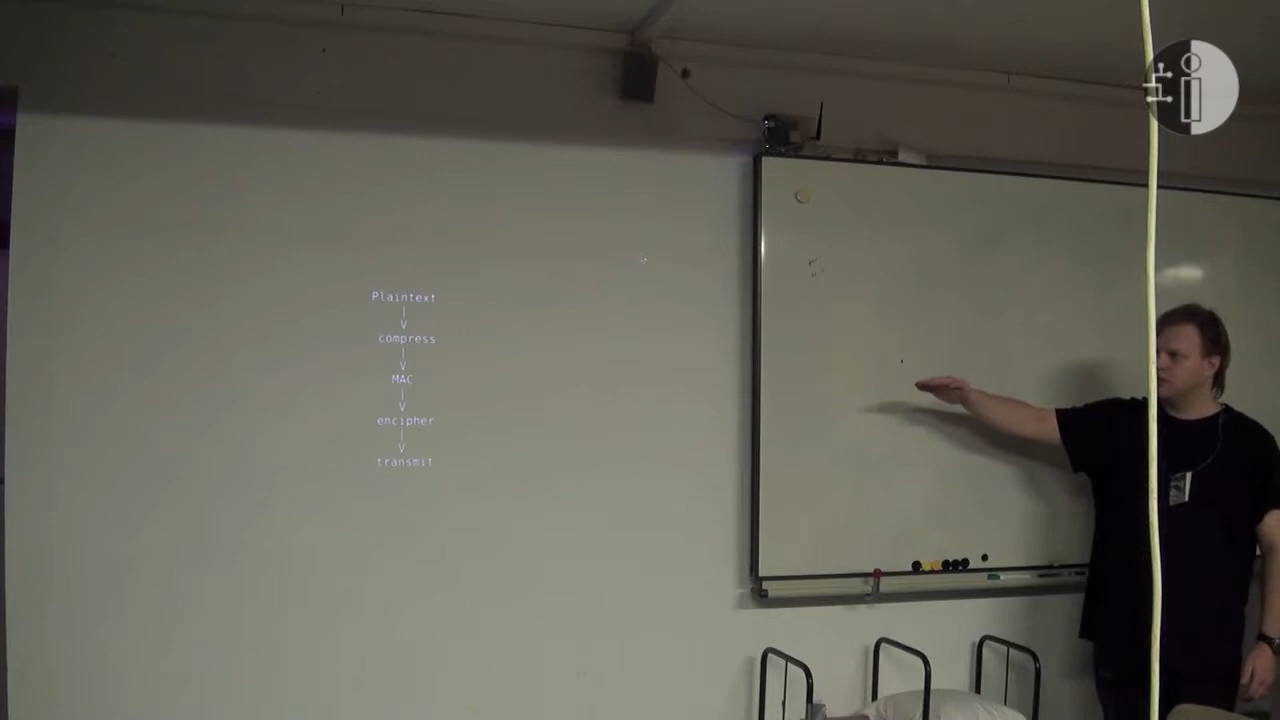 Plaintext
|
V
compress
|
V
MAC
|
V
encipher
|
V
transmit